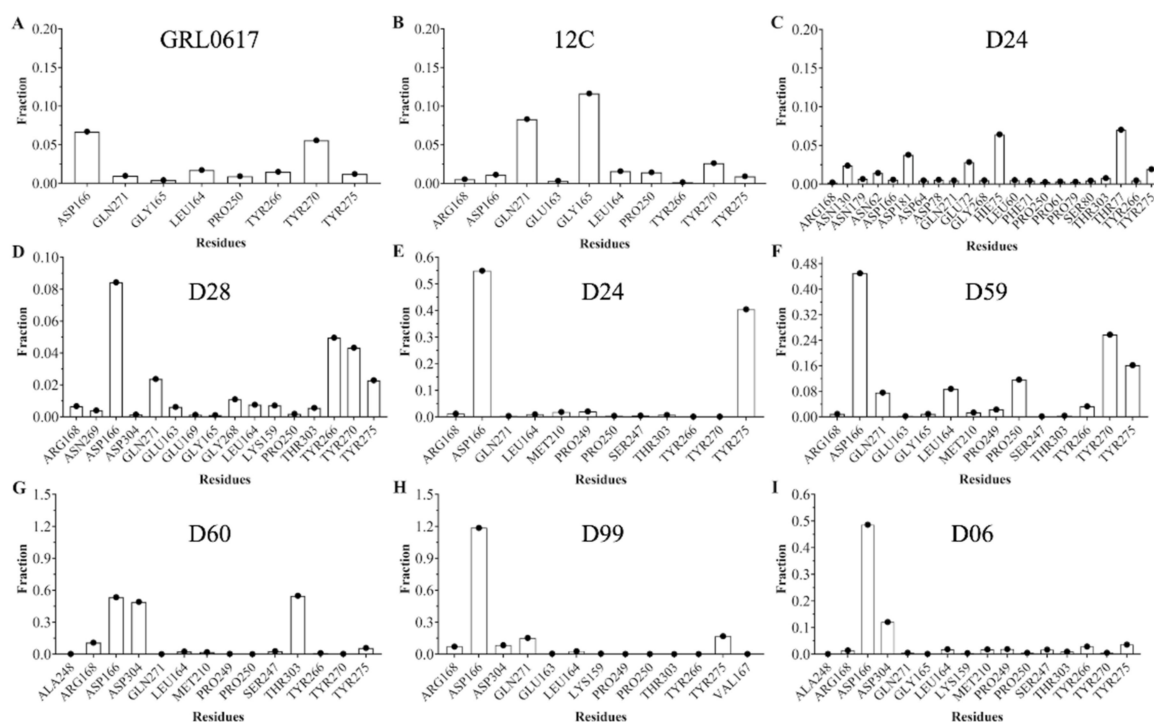 A
GRL0617
Fraction
0.20
0.15
0.10
0.05
0.00
ASP166
GLN271
GLY165
LEU164
PRO250
TYR266
TYR270
TYR275
Residues
B
12C
Fraction
0.20
0.15
0.10
0.05
0.00
ARG168
ASP166
GLN271
GLU163
GLY165
LEU164
PRO250
TYR266
TYR270
TYR275
Residues
C
D24
Fraction
0.20
0.15
0.10
0.05
0.00
ARG168
Residues
D
D28
Fraction
0.10
0.08
0.06
0.04
0.02
0.00
ARG168
ASN269
ASP166
ASP304
GLN271
GLU163
GLU169
GLY165
GLY268
LEU164
LYS159
PRO250
THR303
TYR266
TYR270
TYR275
Residues
E
D24
Fraction
0.6
0.5
0.4
0.3
0.2
0.1
0.0
ARG168
ASP166
GLN271
LEU164
MET210
PRO249
PRO250
SER247
THR303
TYR266
TYR270
TYR275
Residues
F
D59
Fraction
0.48
0.40
0.32
0.24
0.16
0.08
0.00
ARG168
ASP166
GLN271
GLU163
GLY165
LEU164
MET210
PRO249
PRO250
SER247
THR303
TYR266
TYR270
TYR275
Residues
G
D60
Fraction
1.5
1.2
0.9
0.6
0.3
0.0
ALA248
ARG168
ASP166
ASP304
GLN271
LEU164
MET210
PRO249
PRO250
SER247
THR303
TYR266
TYR270
TYR275
Residues
H
D99
Fraction
1.5
1.2
0.9
0.6
0.3
0.0
ARG168
ASP166
ASP304
GLN271
GLU163
LEU164
LYS159
PRO249
PRO250
THR303
TYR266
TYR275
VAL167
Residues
I
D06
Fraction
0.6
0.5
0.4
0.3
0.2
0.1
0.0
ALA248
ARG168
ASP166
ASP304
GLN271
GLY165
LEU164
LYS159
MET210
PRO249
PRO250
SER247
THR303
TYR266
TYR270
TYR275
Residues